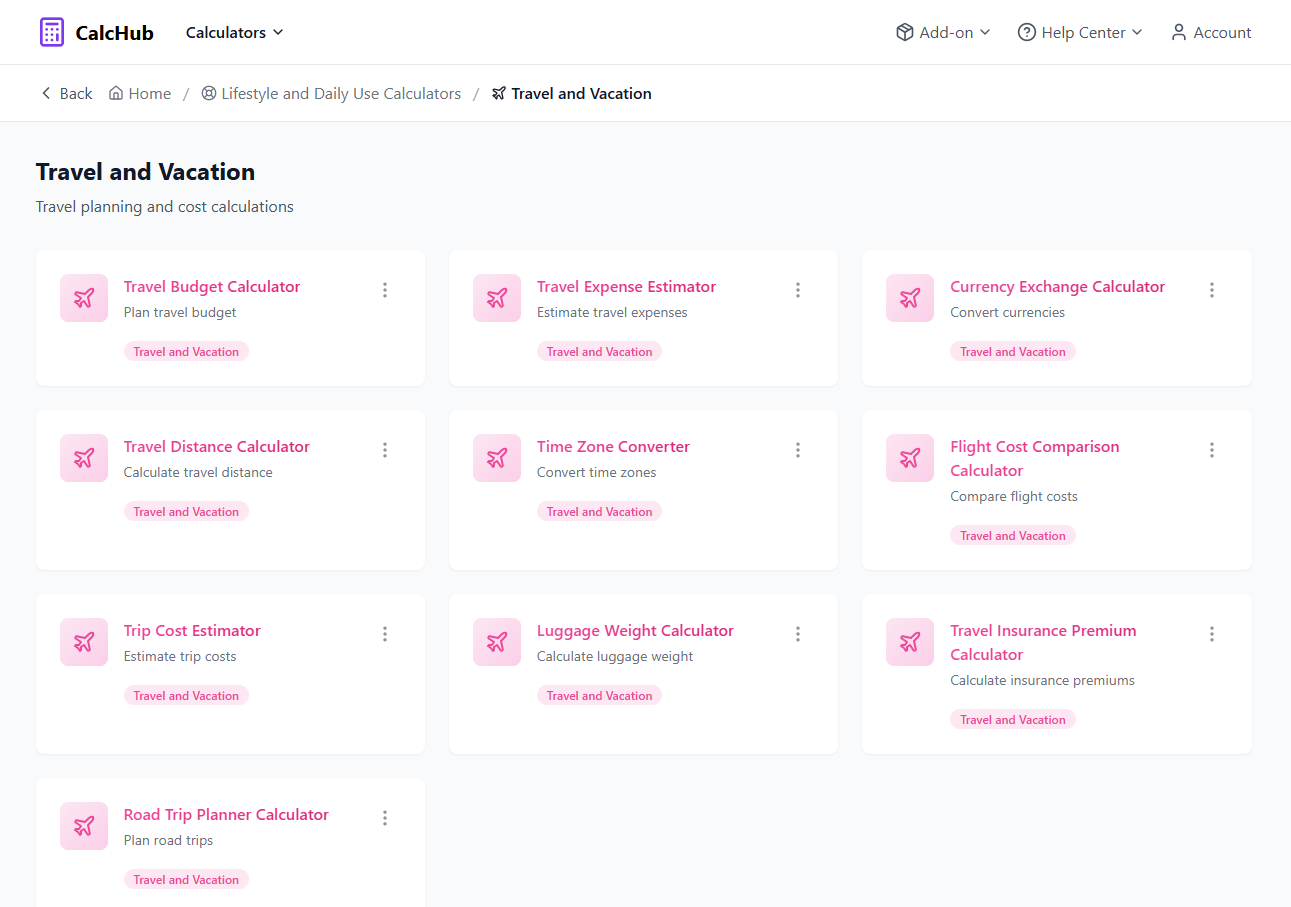 CalcHub
Calculators
Add-on
Help Center
Account
Back
Home
/
Lifestyle and Daily Use Calculators
/
Travel and Vacation
Travel and Vacation
Travel planning and cost calculations
Travel Budget Calculator
Plan travel budget
Travel and Vacation
Travel Expense Estimator
Estimate travel expenses
Travel and Vacation
Currency Exchange Calculator
Convert currencies
Travel and Vacation
Travel Distance Calculator
Calculate travel distance
Travel and Vacation
Time Zone Converter
Convert time zones
Travel and Vacation
Flight Cost Comparison
Calculator
Compare flight costs
Travel and Vacation
Trip Cost Estimator
Estimate trip costs
Travel and Vacation
Luggage Weight Calculator
Calculate luggage weight
Travel and Vacation
Travel Insurance Premium
Calculator
Calculate insurance premiums
Travel and Vacation
Road Trip Planner Calculator
Plan road trips
Travel and Vacation